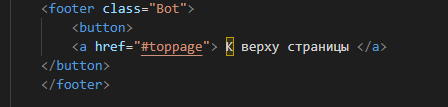 <footer class="Bot">
<button>
<a href="#toppage"> К верху страницы </a>
</button>
</footer>